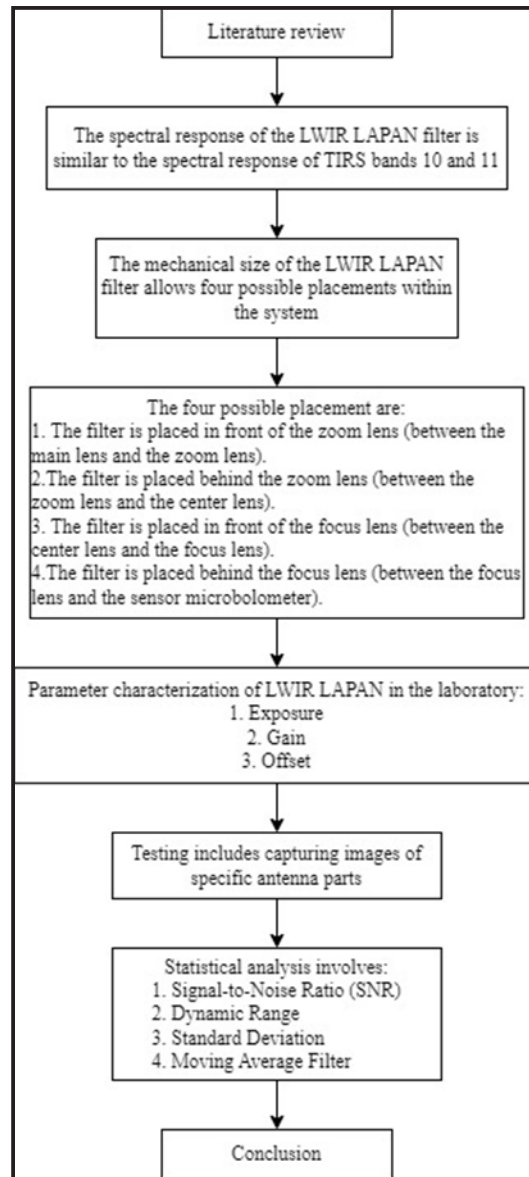 Literature review
The spectral response of the LWIR LAPAN filter is
similar to the spectral response of TIRS bands 10 and 11
The mechanical size of the LWIR LAPAN
filter allows four possible placements within
the system
The four possible placement are:
1. The filter is placed in front of the zoom lens (between the
main lens and the zoom lens).
2.The filter is placed behind the zoom lens (between the
zoom lens and the center lens).
3. The filter is placed in front of the focus lens (between the
center lens and the focus lens).
4.The filter is placed behind the focus lens (between the focus
lens and the sensor microbolometer).
Parameter characterization of LWIR LAPAN in the laboratory:
1. Exposure
2. Gain
3. Offset
Testing includes capturing images of
specific antenna parts
Statistical analysis involves:
1. Signal-to-Noise Ratio (SNR)
2. Dynamic Range
3. Standard Deviation
4. Moving Average Filter
Conclusion